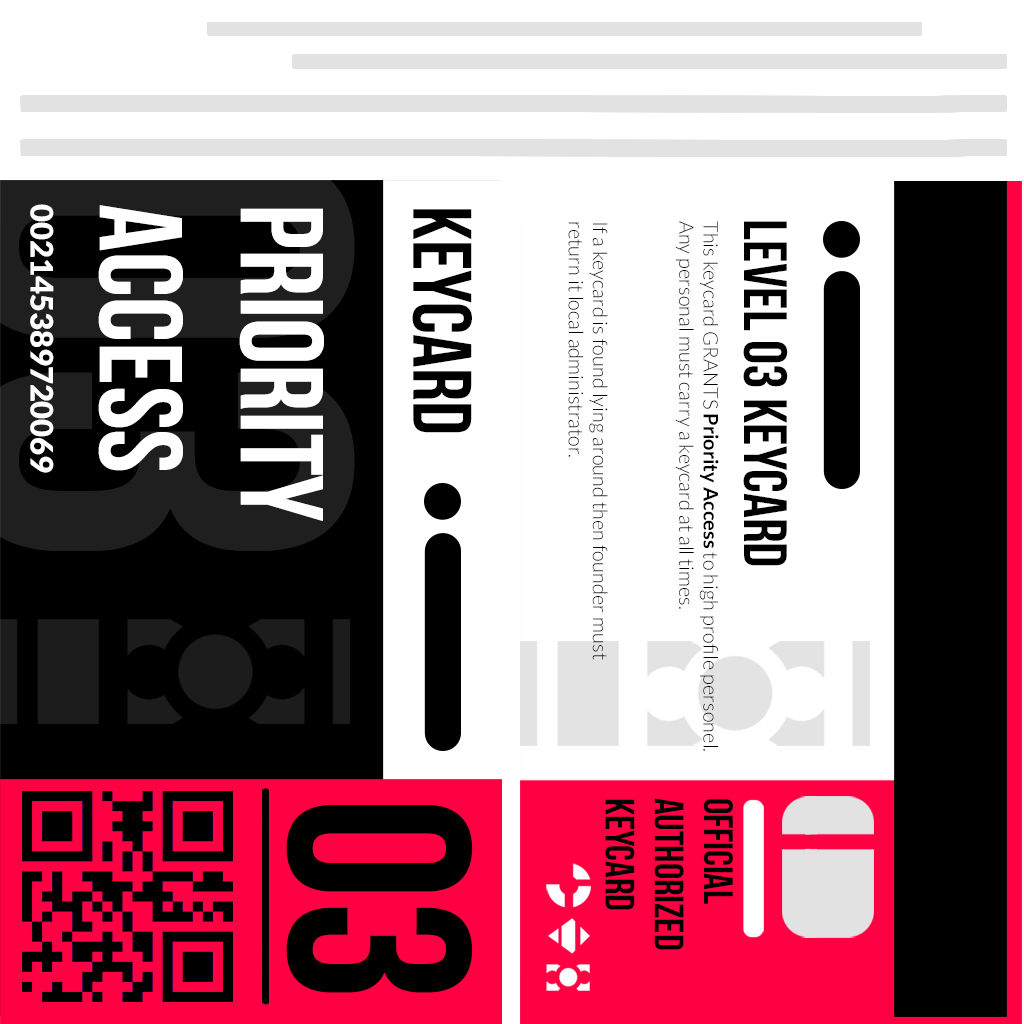 KEYCARD
PRIORITY
ACCESS
002145389720069
03
LEVEL 03 KEYCARD
This keycard GRANTS Priority Access to high profile personel.
Any personal must carry a keycard at all times.
If a keycard is found lying around then founder must
return it local administrator.
OFFICIAL
AUTHORIZED
KEYCARD
03